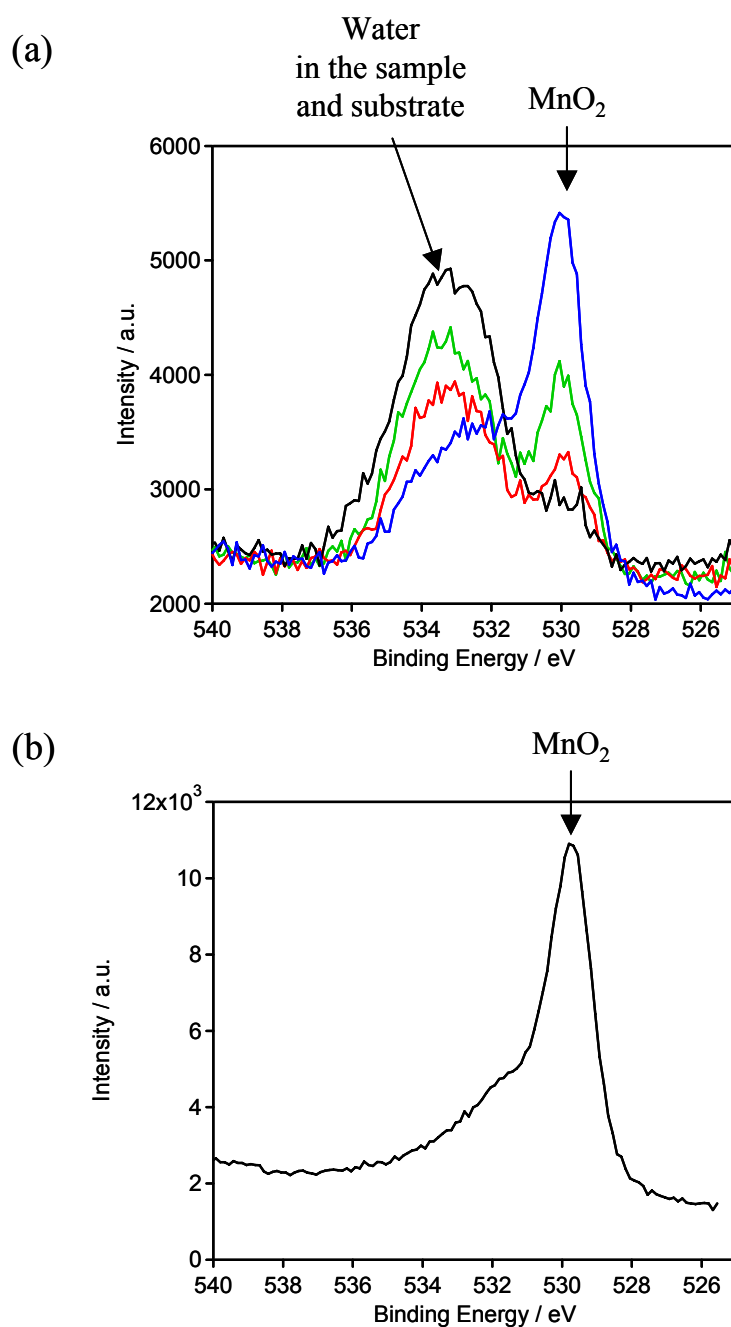 (a)
Water
in the sample
and substrate
MnO₂
6000
5000
4000
3000
2000
Intensity / a.u.
540 538 536 534 532 530 528 526
Binding Energy / eV
(b)
MnO₂
12x10³
10
8
6
4
2
0
Intensity / a.u.
540 538 536 534 532 530 528 526
Binding Energy / eV